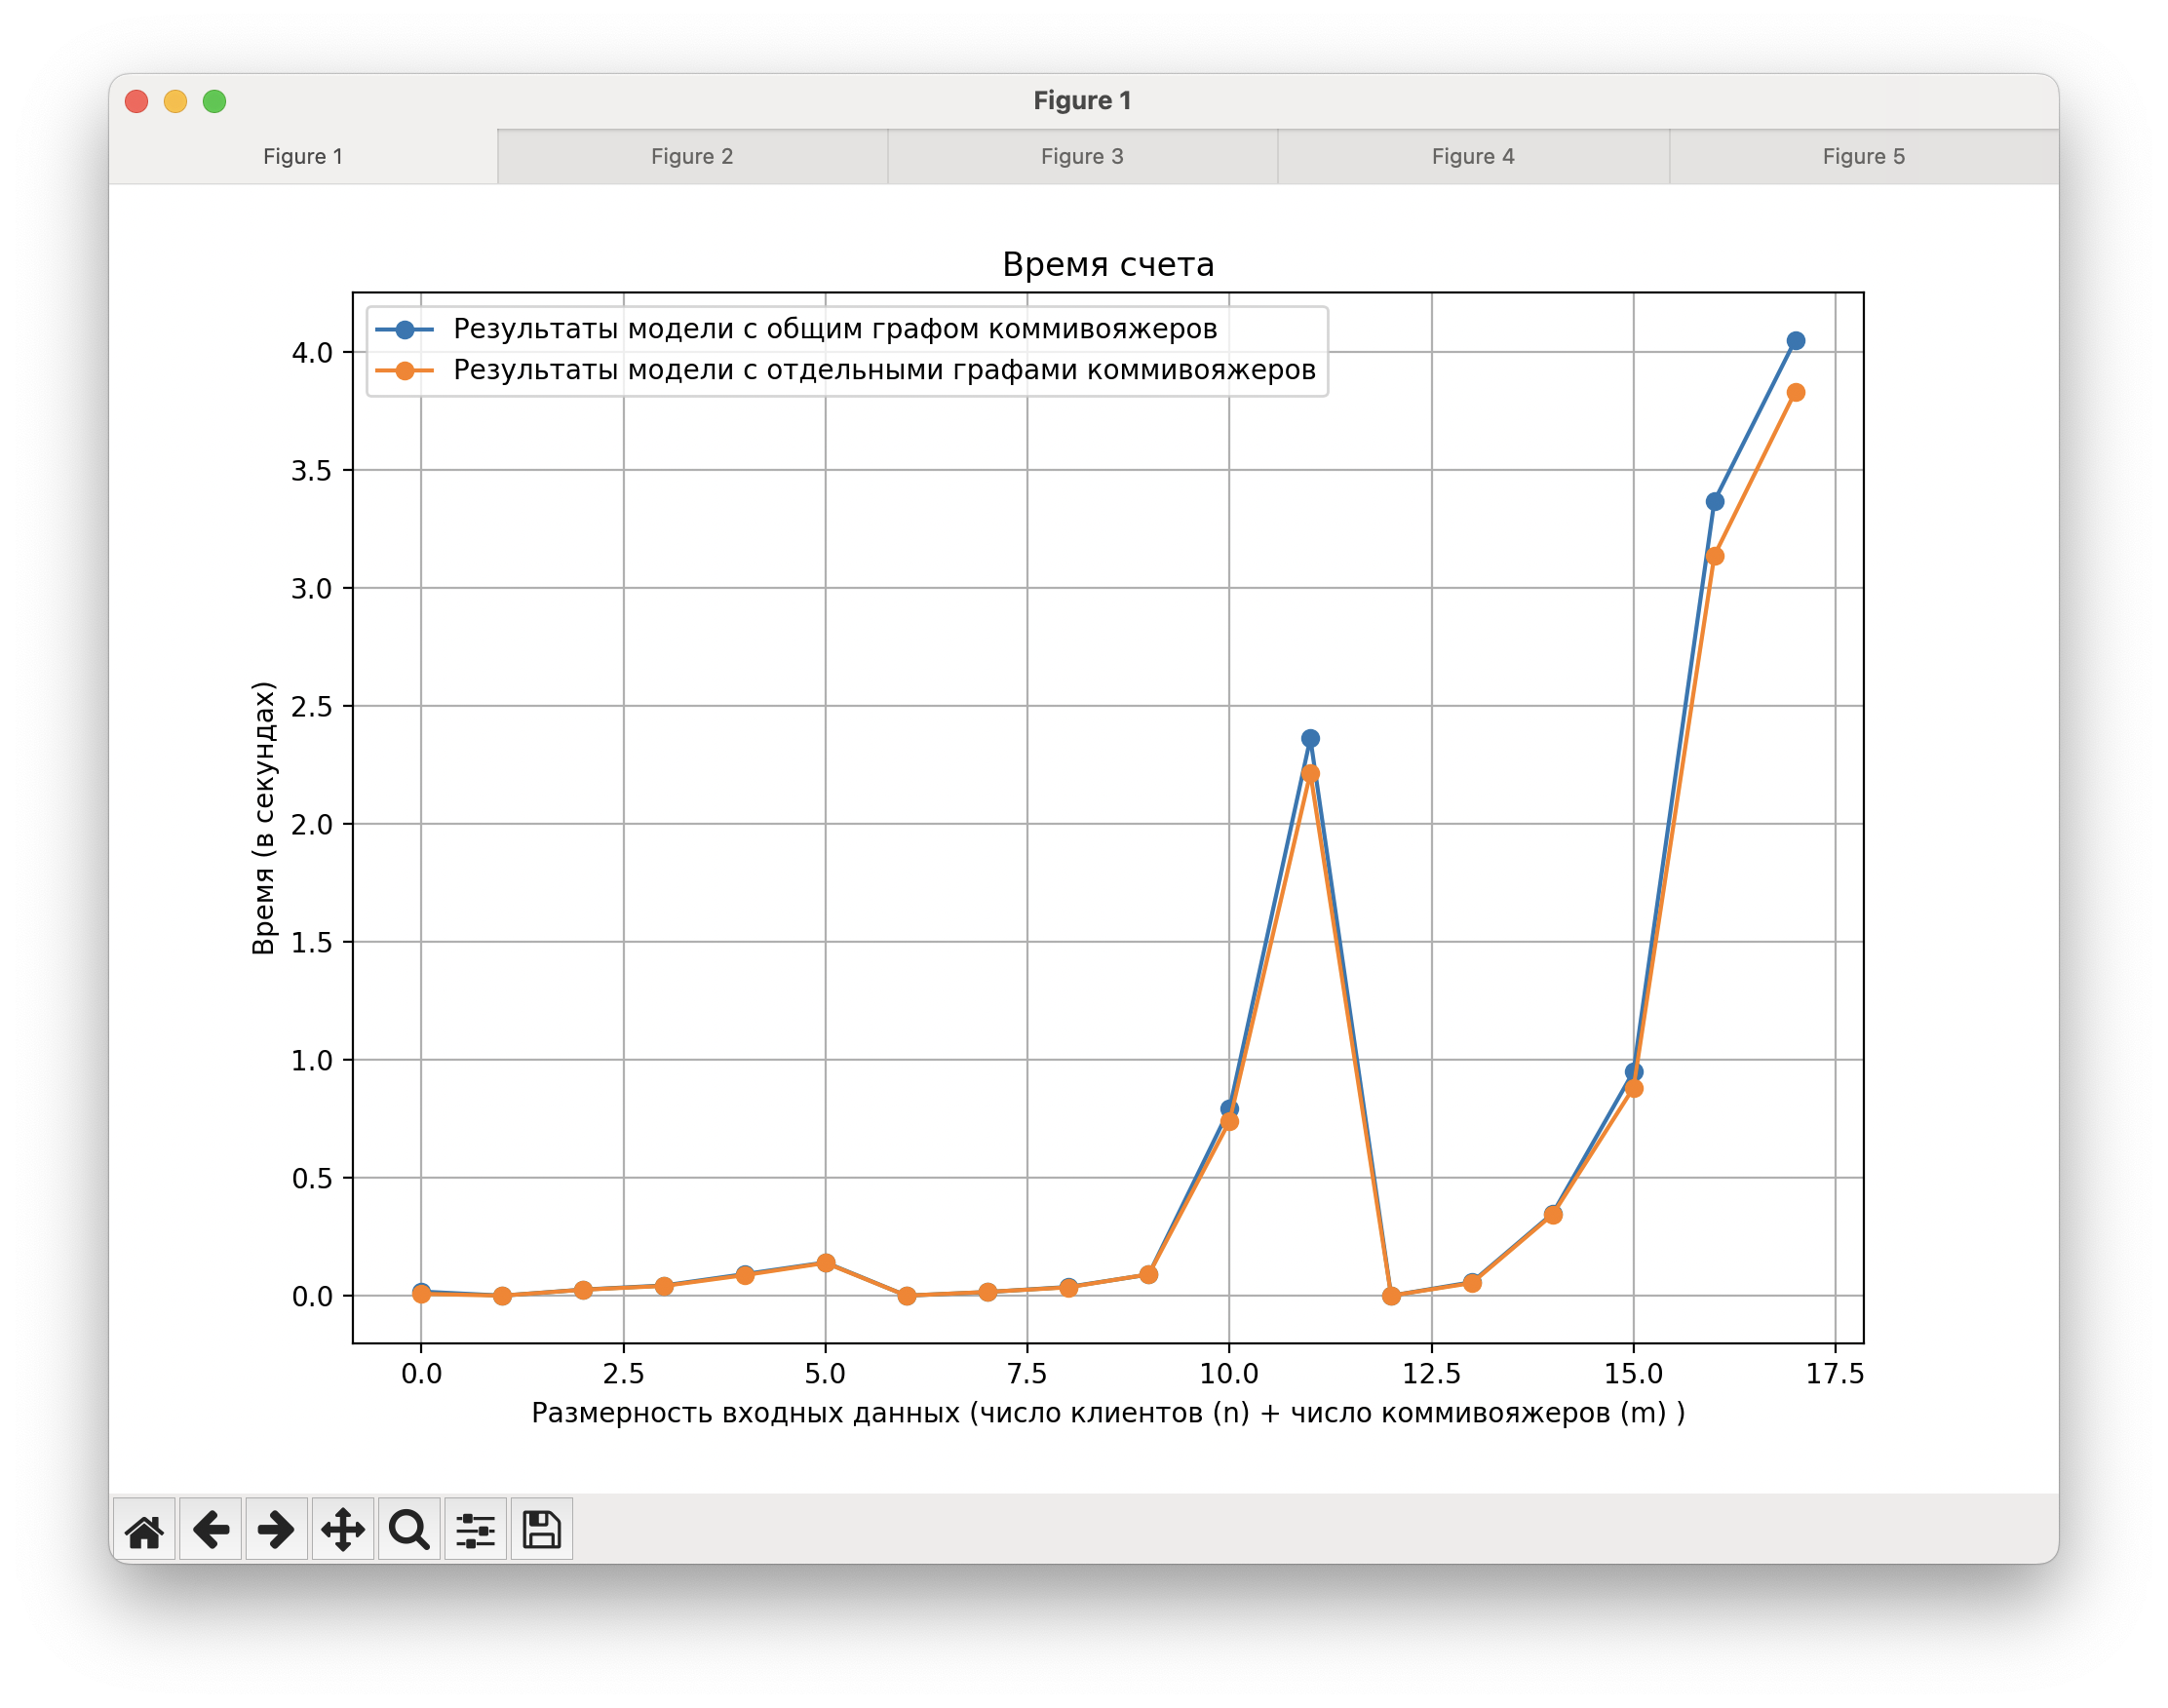 Figure 1
Figure 1
Figure 2
Figure 3
Figure 4
Figure 5
Время счета
Результаты модели с общим графом коммивояжеров
Результаты модели с отдельными графами коммивояжеров
4.0
3.5
3.0
2.5
2.0
1.5
1.0
0.5
0.0
Время (в секундах)
0.0
2.5
5.0
7.5
10.0
12.5
15.0
17.5
Размерность входных данных (число клиентов (n) + число коммивояжеров (m) )